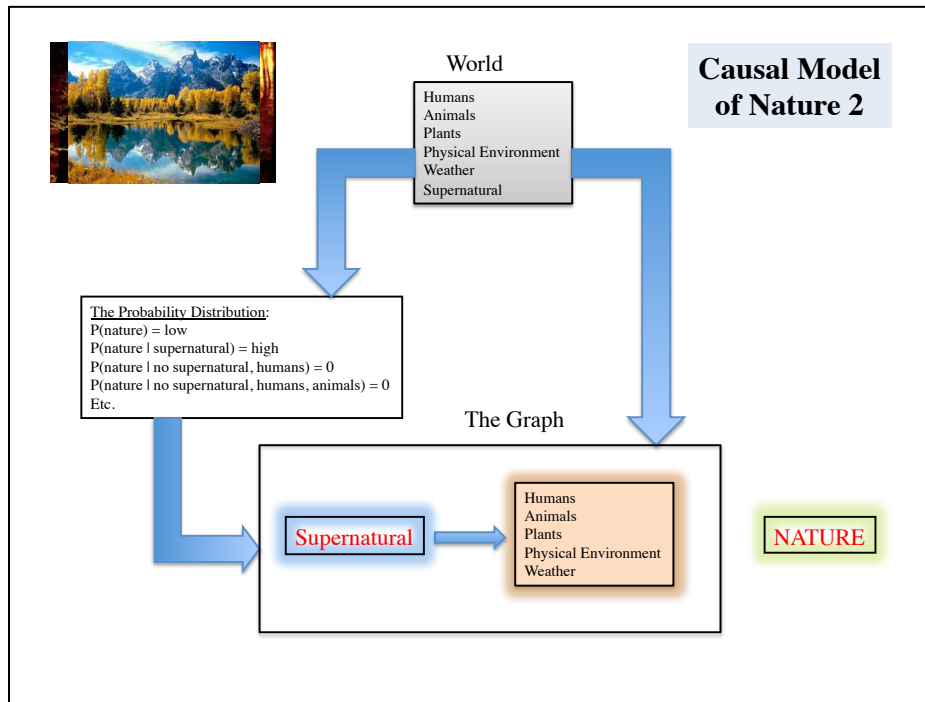 World
Causal Model
of Nature 2
Humans
Animals
Plants
Physical Environment
Weather
Supernatural
The Probability Distribution:
P(nature) = low
P(nature | supernatural) = high
P(nature | no supernatural, humans) = 0
P(nature | no supernatural, humans, animals) = 0
Etc.
The Graph
Supernatural
Humans
Animals
Plants
Physical Environment
Weather
NATURE